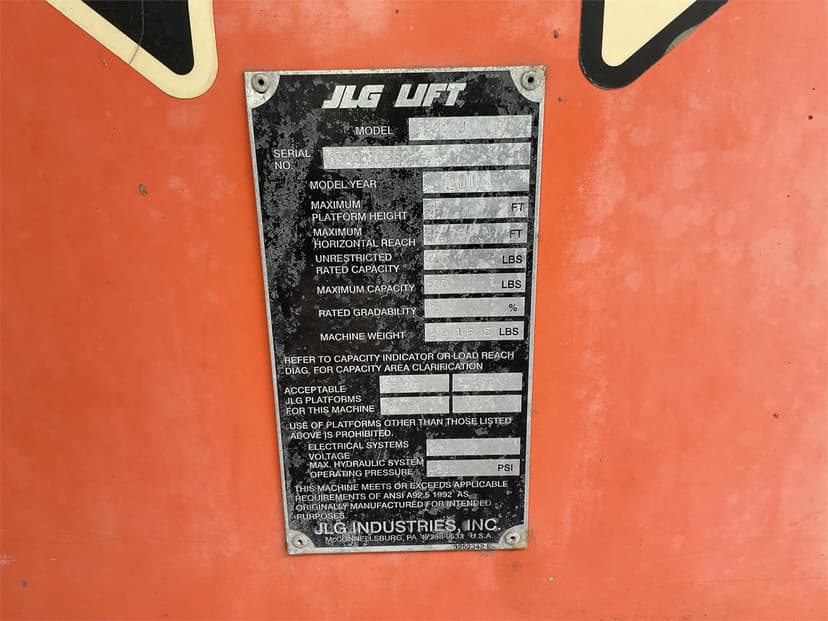 JLG LIFT
MODEL
SERIAL
NO.
MODEL YEAR
MAXIMUM
PLATFORM HEIGHT
FT
MAXIMUM
HORIZONTAL REACH
FT
UNRESTRICTED
RATED CAPACITY
LBS
MAXIMUM CAPACITY
LBS
RATED GRADABILITY
%
MACHINE WEIGHT
LBS
REFER TO CAPACITY INDICATOR OR LOAD REACH
DIAG. FOR CAPACITY AREA CLARIFICATION
ACCEPTABLE
JLG PLATFORMS
FOR THIS MACHINE
USE OF PLATFORMS OTHER THAN THOSE LISTED
ABOVE IS PROHIBITED.
ELECTRICAL SYSTEMS
VOLTAGE
MAX. HYDRAULIC SYSTEM
OPERATING PRESSURE
PSI
THIS MACHINE MEETS OR EXCEEDS APPLICABLE
REQUIREMENTS OF ANSI A92.5 1992 AS
ORIGINALLY MANUFACTURED FOR INTENDED
PURPOSES.
JLG INDUSTRIES, INC.
McCONNELLSBURG, PA 17233-9533 U.S.A.